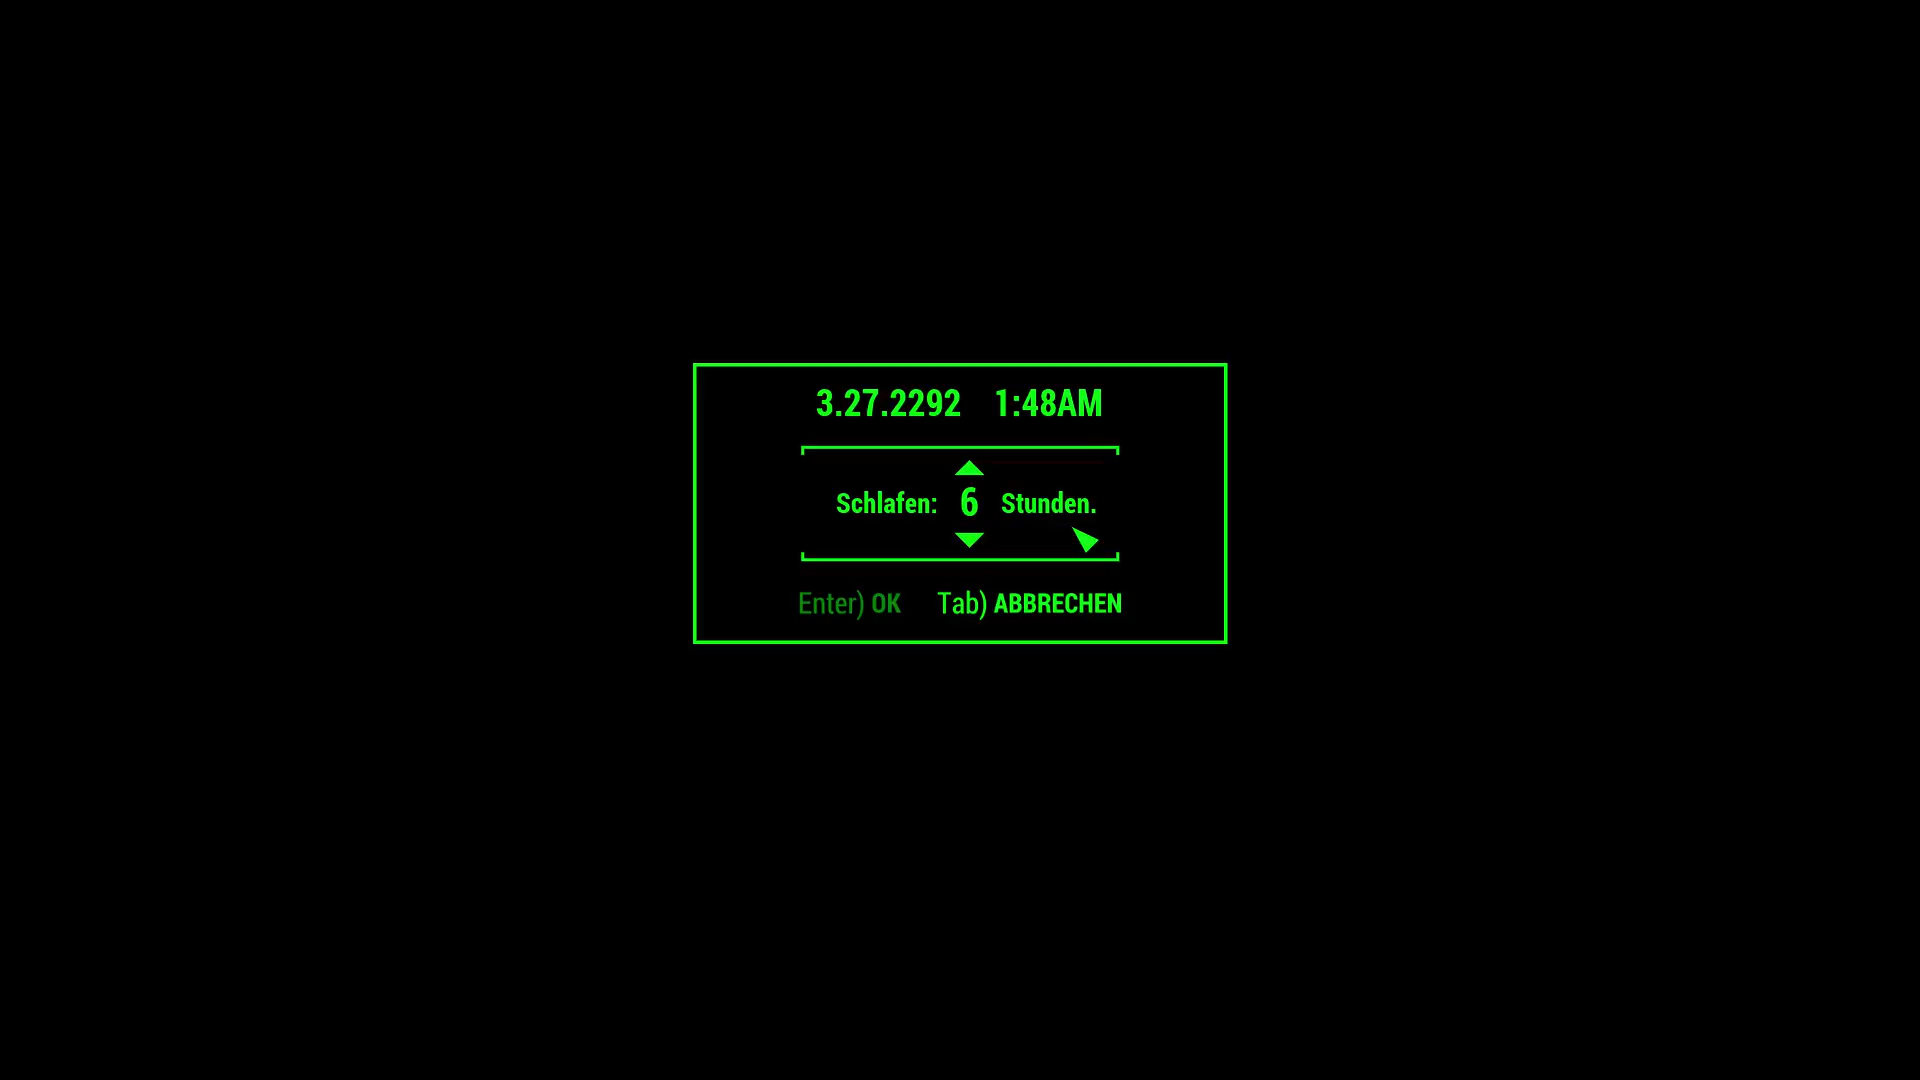 3.27.2292 1:48AM
Schlafen: 6 Stunden.
Enter) OK Tab) ABBRECHEN